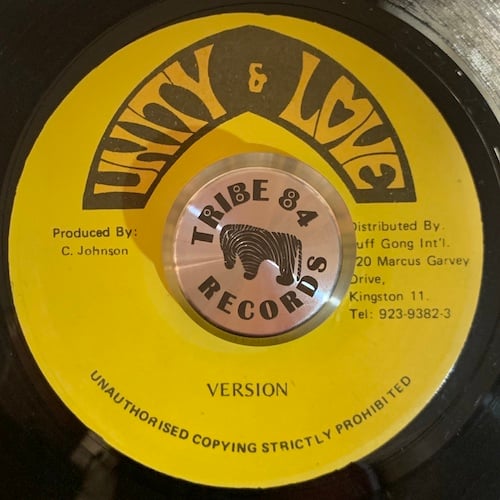 UNITY & LOVE
TRIBE 84
RECORDS
Produced By:
C. Johnson
Distributed By:
uff Gong Int'l.
20 Marcus Garvey
Drive,
Kingston 11.
Tel: 923-9382-3
VERSION
UNAUTHORISED COPYING STRICTLY PROHIBITED